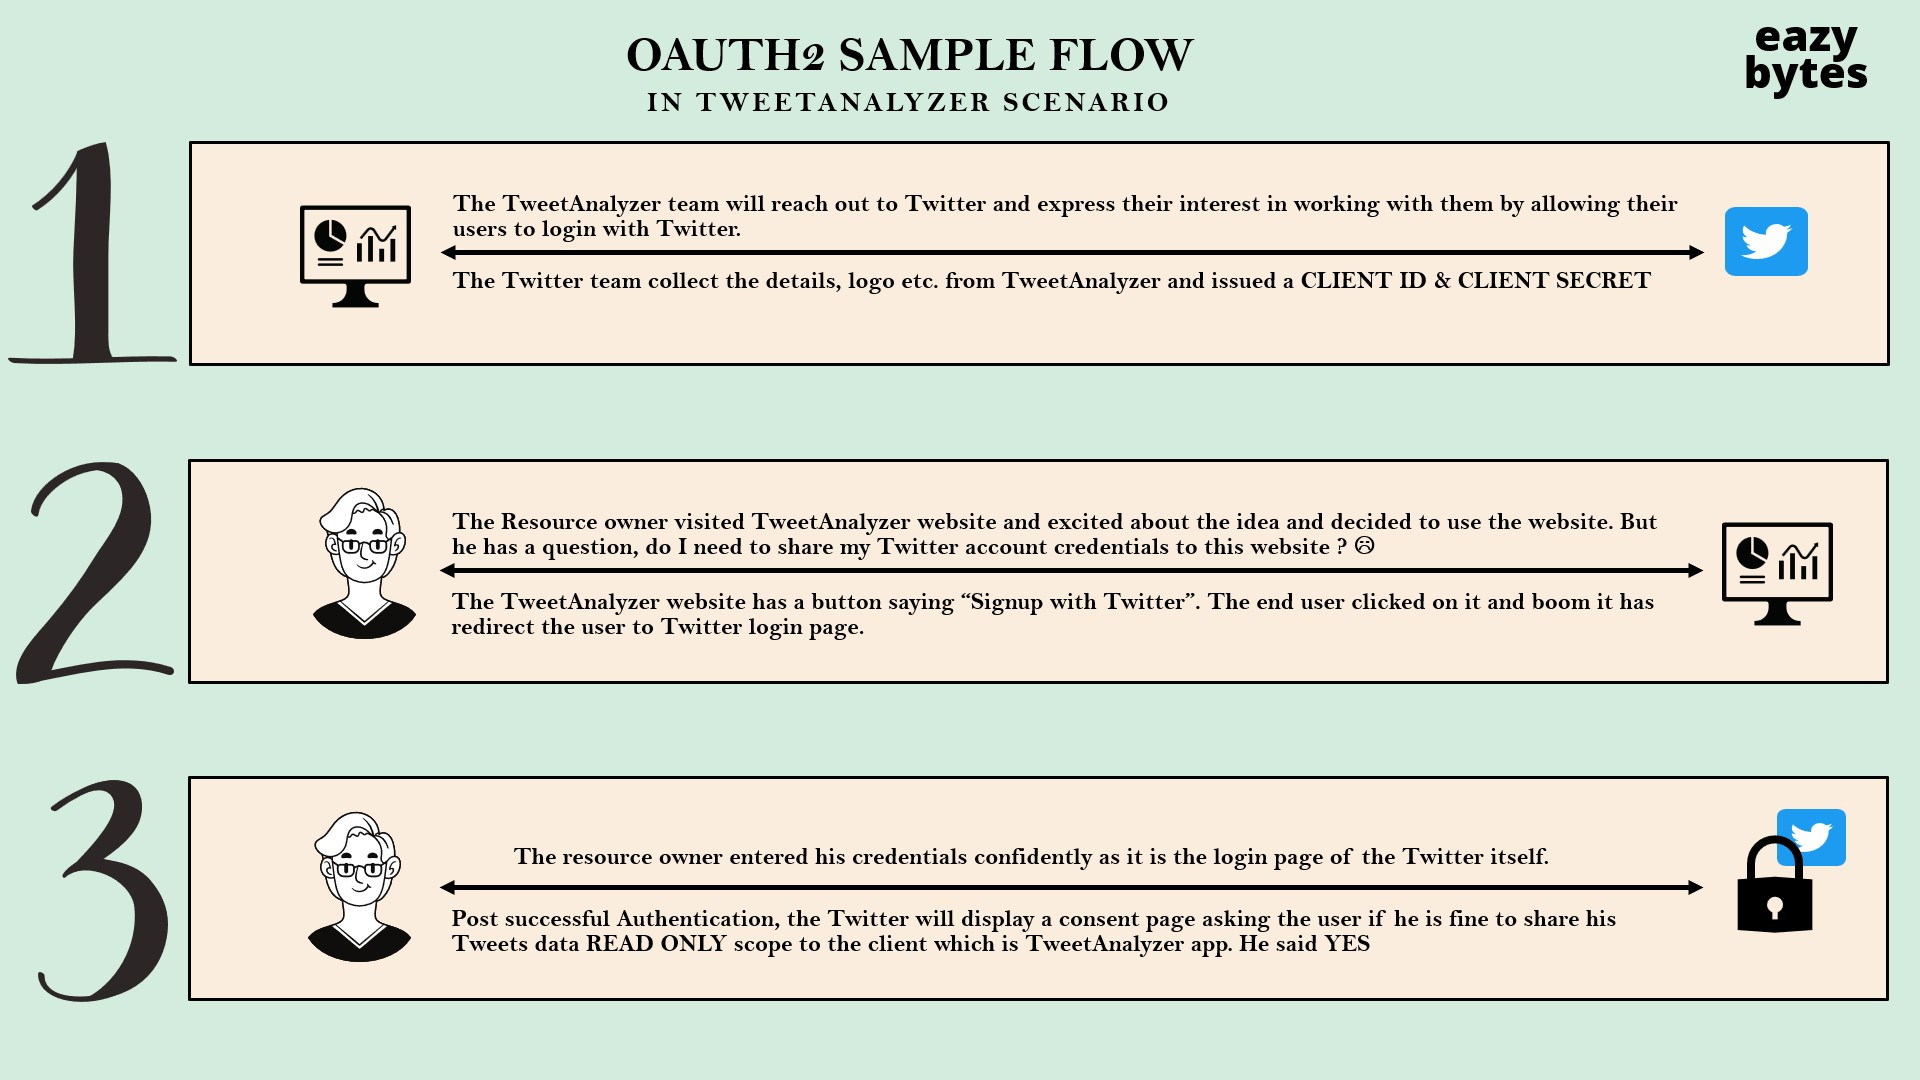 OAUTH2 SAMPLE FLOW
IN TWEETANALYZER SCENARIO
eazy
bytes
1
The TweetAnalyzer team will reach out to Twitter and express their interest in working with them by allowing their
users to login with Twitter.
The Twitter team collect the details, logo etc. from TweetAnalyzer and issued a CLIENT ID & CLIENT SECRET
2
The Resource owner visited TweetAnalyzer website and excited about the idea and decided to use the website. But
he has a question, do I need to share my Twitter account credentials to this website ? ☹
The TweetAnalyzer website has a button saying “Signup with Twitter”. The end user clicked on it and boom it has
redirect the user to Twitter login page.
3
The resource owner entered his credentials confidently as it is the login page of the Twitter itself.
Post successful Authentication, the Twitter will display a consent page asking the user if he is fine to share his
Tweets data READ ONLY scope to the client which is TweetAnalyzer app. He said YES